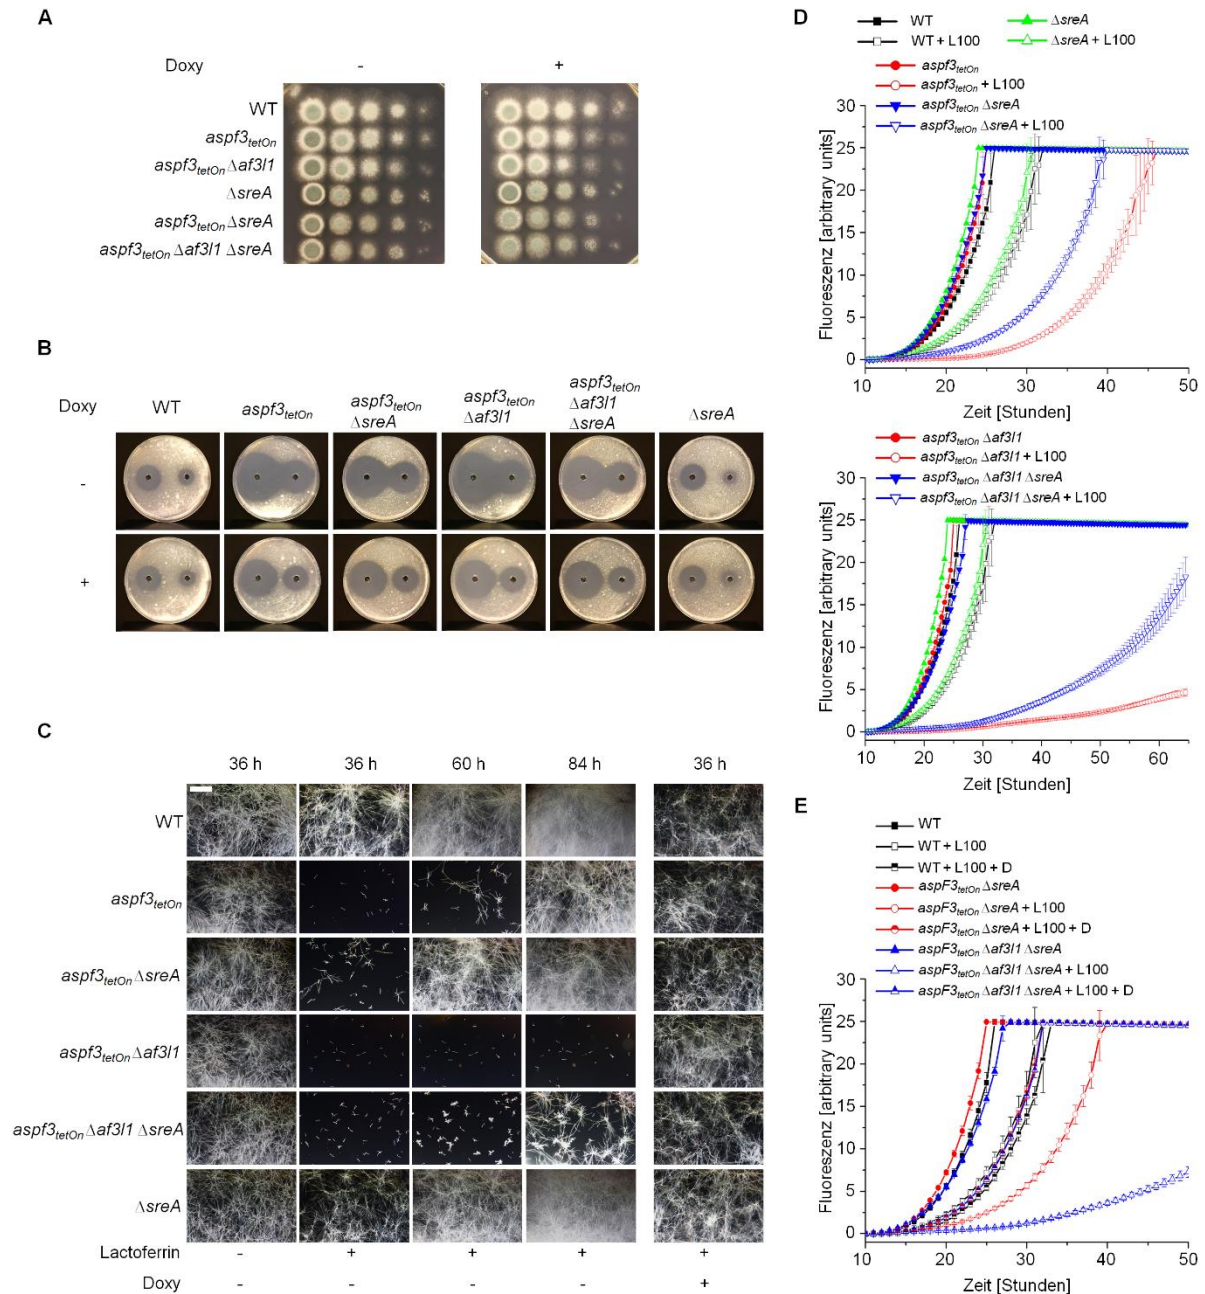 A
Doxy - +
WT
aspf3tetOn
aspf3tetOn Δaf3l1
ΔsreA
aspf3tetOn ΔsreA
aspf3tetOn Δaf3l1 ΔsreA
B
Doxy
WT
aspf3tetOn
aspf3tetOn
ΔsreA
aspf3tetOn
Δaf3l1
aspf3tetOn
Δaf3l1
ΔsreA
ΔsreA
-
+
C
36 h 36 h 60 h 84 h 36 h
WT
aspf3tetOn
aspf3tetOn ΔsreA
aspf3tetOn Δaf3l1
aspf3tetOn Δaf3l1 ΔsreA
ΔsreA
Lactoferrin - + + + +
Doxy - - - - +
D
WT
WT + L100
ΔsreA
ΔsreA + L100
aspf3tetOn
aspf3tetOn + L100
aspf3tetOn ΔsreA
aspf3tetOn ΔsreA + L100
Fluoreszenz [arbitrary units]
30
25
20
15
10
5
0
10 20 30 40 50
Zeit [Stunden]
aspf3tetOn Δaf3l1
aspf3tetOn Δaf3l1 + L100
aspf3tetOn Δaf3l1 ΔsreA
aspf3tetOn Δaf3l1 ΔsreA + L100
Fluoreszenz [arbitrary units]
30
25
20
15
10
5
0
10 20 30 40 50 60
Zeit [Stunden]
E
WT
WT + L100
WT + L100 + D
aspF3tetOn ΔsreA
aspF3tetOn ΔsreA + L100
aspF3tetOn ΔsreA + L100 + D
aspF3tetOn Δaf3l1 ΔsreA
aspF3tetOn Δaf3l1 ΔsreA + L100
aspF3tetOn Δaf3l1 ΔsreA + L100 + D
Fluoreszenz [arbitrary units]
30
25
20
15
10
5
0
10 20 30 40 50
Zeit [Stunden]